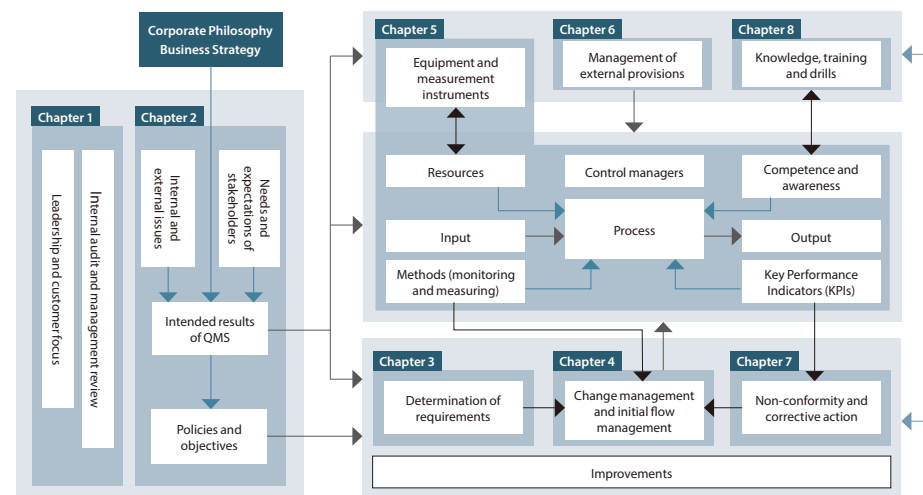 Corporate Philosophy
Business Strategy
Chapter 1
Leadership and customer focus
Internal audit and management review
Chapter 2
Internal and
external issues
Needs and
expectations of
stakeholders
Intended results
of QMS
Policies and
objectives
Chapter 5
Equipment and
measurement
instruments
Chapter 6
Management of
external provisions
Chapter 8
Knowledge, training
and drills
Resources
Control managers
Competence and
awareness
Input
Process
Output
Methods (monitoring
and measuring)
Key Performance
Indicators (KPIs)
Chapter 3
Determination of
requirements
Chapter 4
Change management
and initial flow
management
Chapter 7
Non-conformity and
corrective action
Improvements